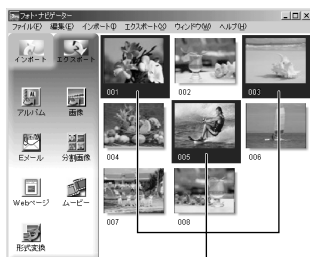 フォト・ナビゲーター
ファイル(F) 編集(E) インポート(I) エクスポート(X) ウィンドウ(W) ヘルプ(H)
インポート エクスポート
アルバム 画像
Eメール 分割画像
Webページ ムービー
形式変換
001 002 003
004 005 006
007 008